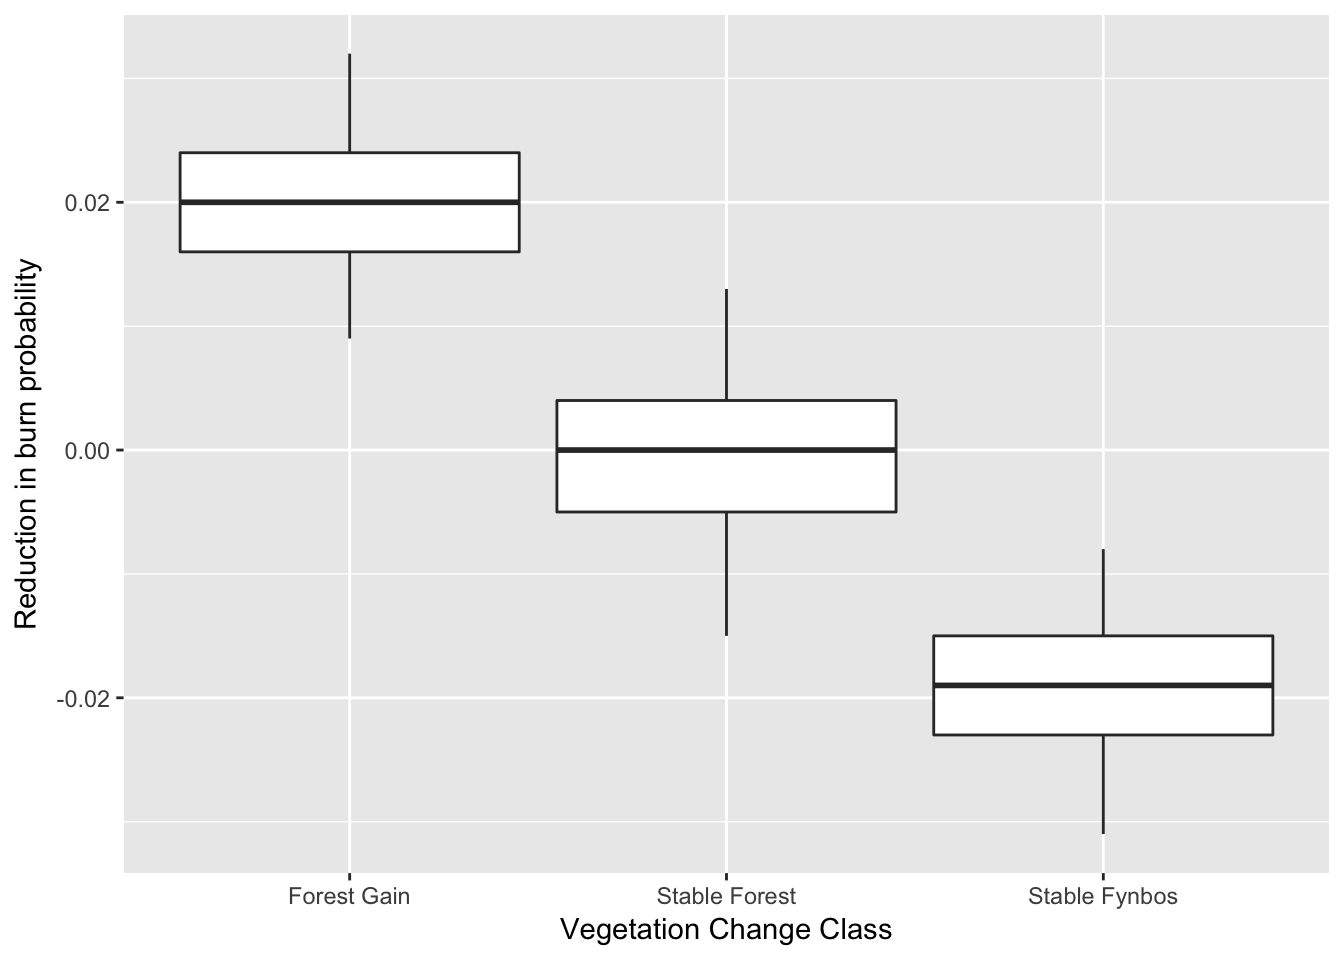 Reduction in burn probability
0.02
0.00
-0.02
Forest Gain
Stable Forest
Stable Fynbos
Vegetation Change Class